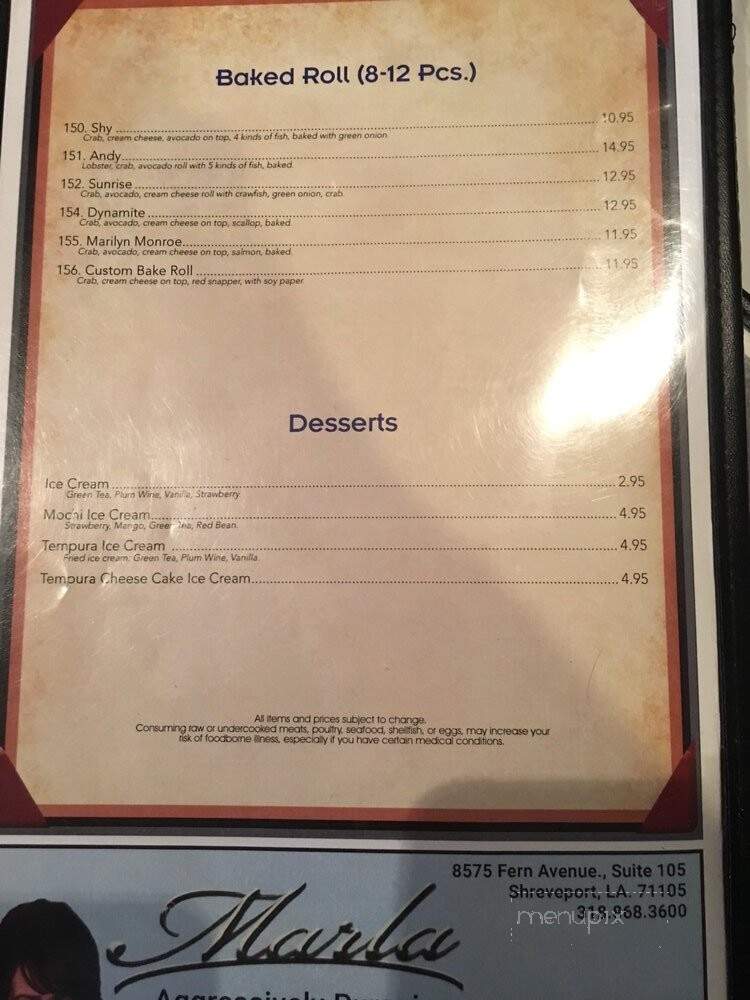 Baked Roll (8-12 Pcs.)
150. Shy 10.95
Crab, cream cheese, avocado on top, 4 kinds of fish, baked with green onion
151. Andy 14.95
Lobster, crab, avocado roll with 5 kinds of fish, baked.
152. Sunrise 12.95
Crab, avocado, cream cheese roll with crawfish, green onion, crab.
154. Dynamite 12.95
Crab, avocado, cream cheese on top, scallop, baked
155. Marilyn Monroe 11.95
Crab, avocado, cream cheese on top, salmon, baked.
156. Custom Bake Roll 11.95
Crab, cream cheese on top, red snapper, with soy paper
Desserts
Ice Cream 2.95
Green Tea, Plum Wine, Vanilla, Strawberry
Mochi Ice Cream 4.95
Strawberry, Mango, Green Tea, Red Bean.
Tempura Ice Cream 4.95
Fried ice cream: Green Tea, Plum Wine, Vanilla
Tempura Cheese Cake Ice Cream 4.95
All items and prices subject to change.
Consuming raw or undercooked meats, poultry, seafood, shellfish, or eggs, may increase your
risk of foodborne illness, especially if you have certain medical conditions.
8575 Fern Avenue., Suite 105
Shreveport, LA. 71105
318.868.3600
menupix
Marla
Aggressively